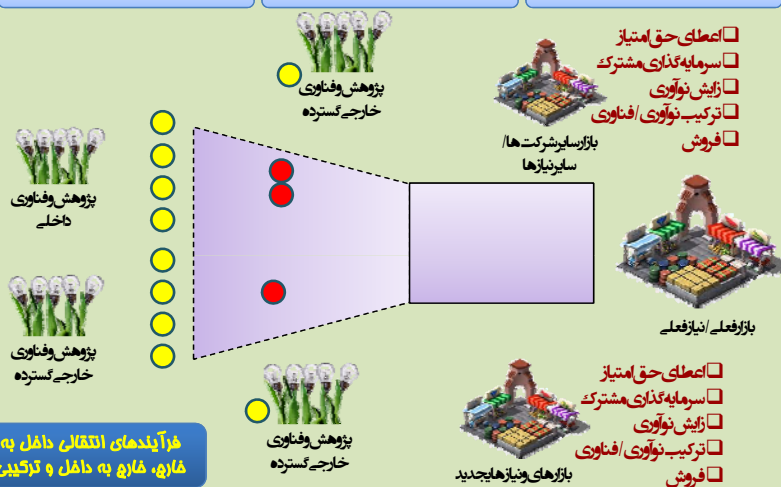 ❑ اعطای حق امتیاز
❑ سرمایه گذاری مشترک
❑ زایش نوآوری
❑ ترکیب نوآوری / فناوری
❑ فروش
پژوهش و فناوری
خارجی گسترده
بازار سایر شرکت ها /
سایر نیازها
پژوهش و فناوری
داخلی
بازار فعلی / نیاز فعلی
پژوهش و فناوری
خارجی گسترده
❑ اعطای حق امتیاز
❑ سرمایه گذاری مشترک
❑ زایش نوآوری
❑ ترکیب نوآوری / فناوری
❑ فروش
پژوهش و فناوری
خارجی گسترده
بازارهای و نیازهایجدید
فرآیندهای انتقالی داخل به
خارج، خارج به داخل و ترکیبی